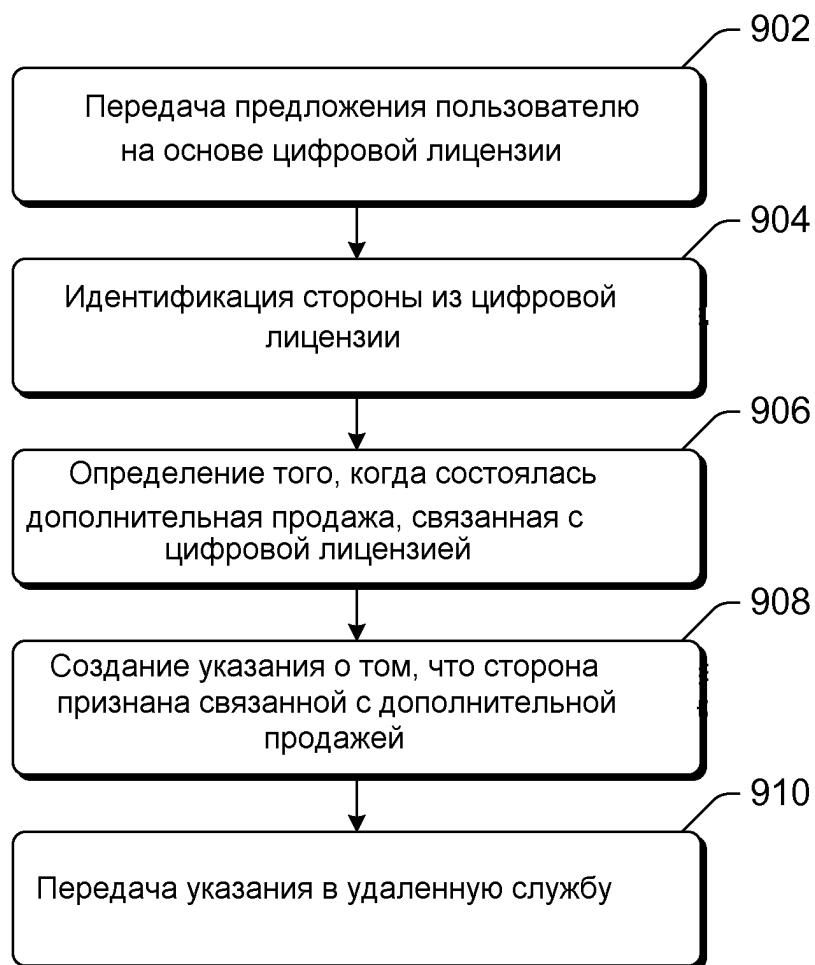 902
Передача предложения пользователю
на основе цифровой лицензии
904
Идентификация стороны из цифровой
лицензии
906
Определение того, когда состоялась
дополнительная продажа, связанная с
цифровой лицензией
908
Создание указания о том, что сторона
признана связанной с дополнительной
продажей
910
Передача указания в удаленную службу